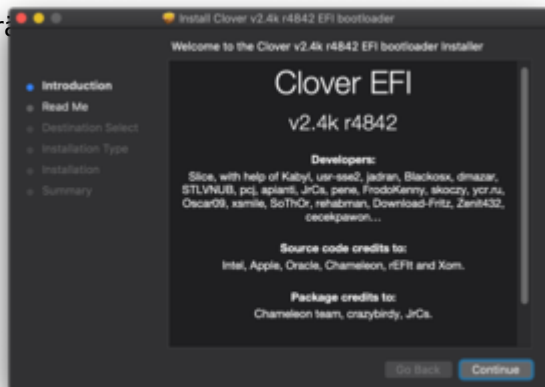 Install Clover v2.4k r4842 EFI bootloader
Welcome to the Clover v2.4k r4842 EFI bootloader Installer
Introduction
Read Me
Destination Select
Installation Type
Installation
Summary
Clover EFI
v2.4k r4842
Developers:
Slice, with help of Kabyl, usr-sse2, jadran, Blackosx, dmazar,
STLVNUB, pcj, apianti, JrCs, pene, FrodoKenny, skoczy, ycr.ru,
Oscar09, xsmile, SoThOr, rehabman, Download-Fritz, Zenit432,
cecekpawon...
Source code credits to:
Intel, Apple, Oracle, Chameleon, rEFIt and Xom.
Package credits to:
Chameleon team, crazybirdy, JrCs.
Go Back
Continue